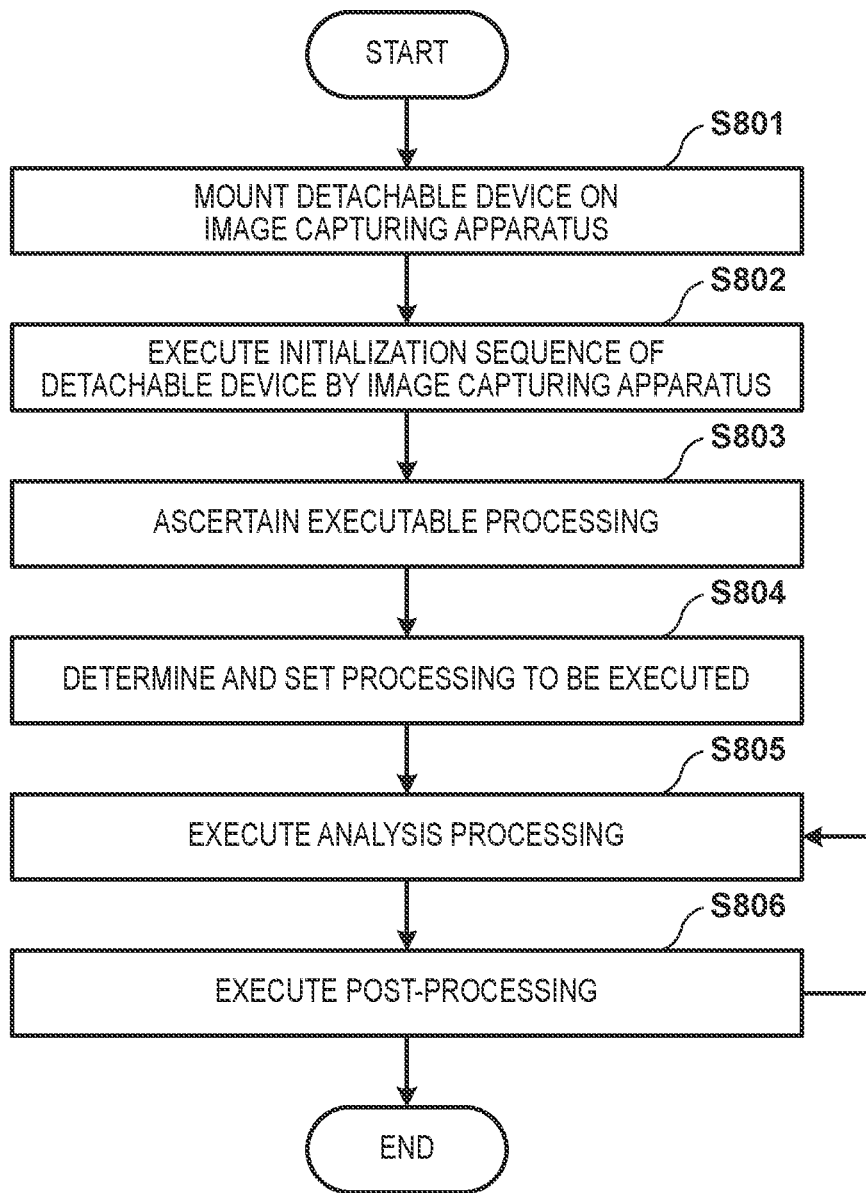 START
S801
MOUNT DETACHABLE DEVICE ON
IMAGE CAPTURING APPARATUS
S802
EXECUTE INITIALIZATION SEQUENCE OF
DETACHABLE DEVICE BY IMAGE CAPTURING APPARATUS
S803
ASCERTAIN EXECUTABLE PROCESSING
S804
DETERMINE AND SET PROCESSING TO BE EXECUTED
S805
EXECUTE ANALYSIS PROCESSING
S806
EXECUTE POST-PROCESSING
END